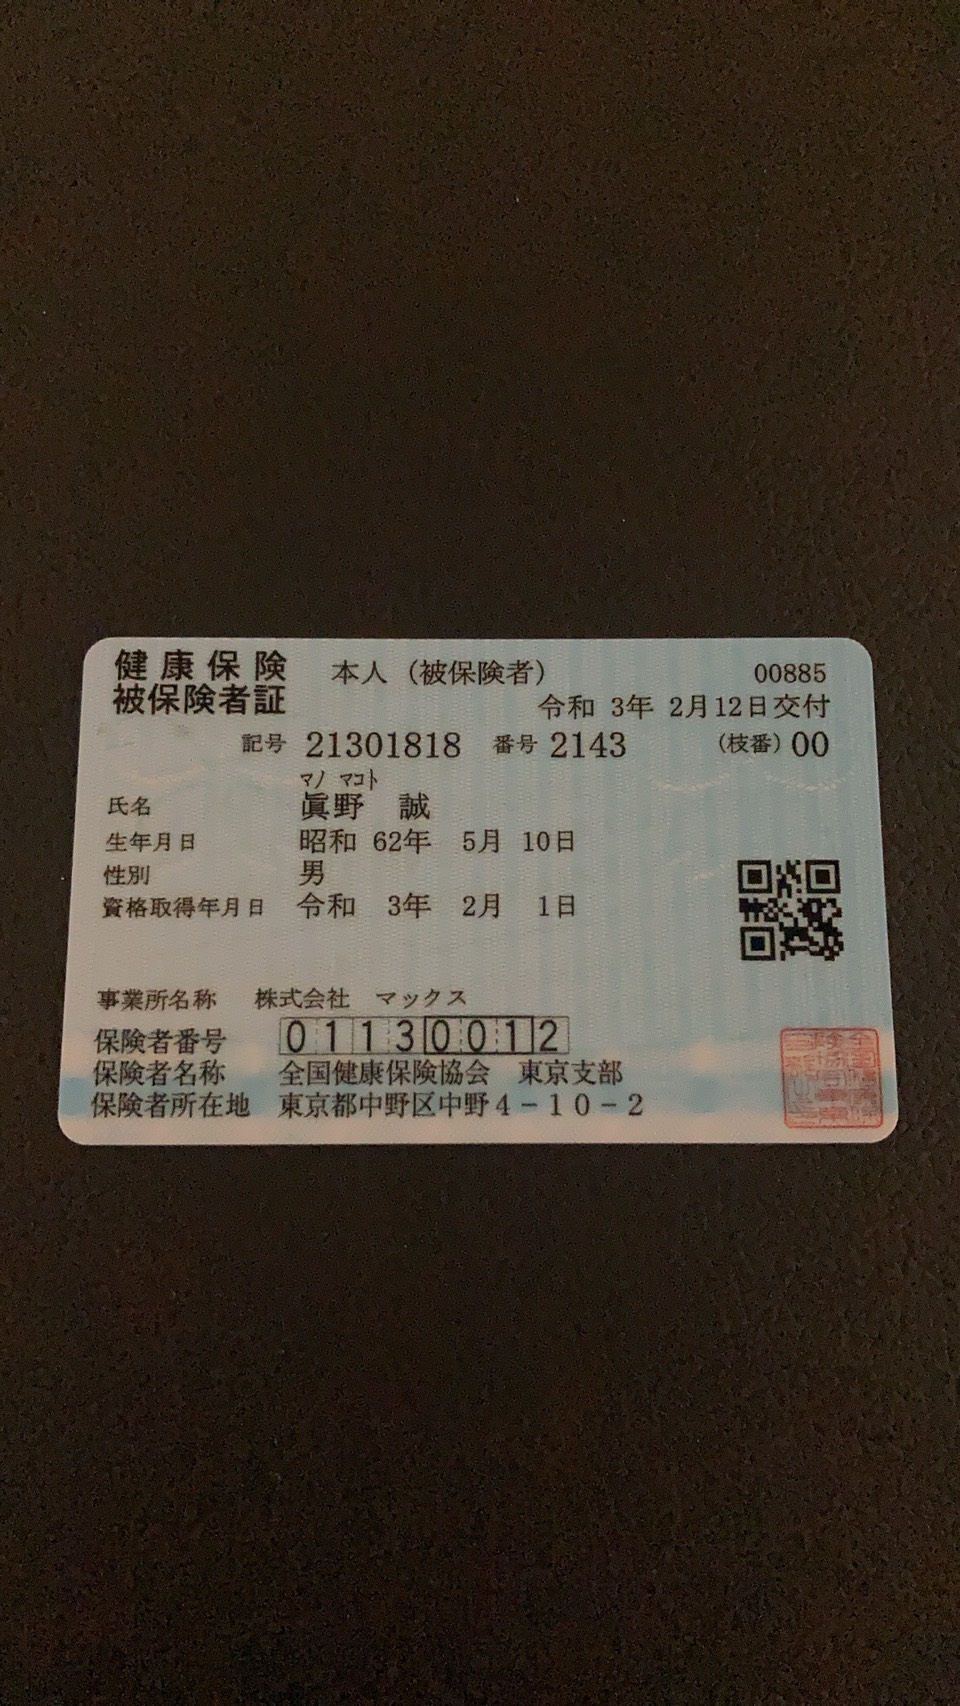 健康保険
被保険者証
本人（被保険者）
00885
令和 3年 2月12日交付
記号 21301818 番号 2143 （枝番）00
マノ マコト
氏名 眞野 誠
生年月日 昭和 62年 5月 10日
性別 男
資格取得年月日 令和 3年 2月 1日
事業所名称 株式会社 マックス
保険者番号 01130012
保険者名称 全国健康保険協会 東京支部
保険者所在地 東京都中野区中野4－10－2